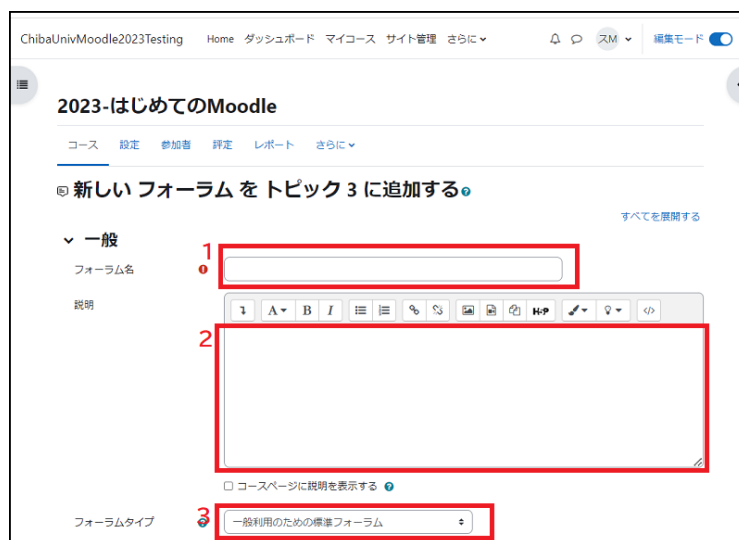 ChibaUnivMoodle2023Testing Home ダッシュボード マイコース サイト管理 さらに スM 編集モード
2023-はじめてのMoodle
コース 設定 参加者 評定 レポート さらに
新しい フォーラム を トピック 3 に追加する
すべてを展開する
一般
1
フォーラム名
説明
A B I H-P </>
2
コースページに説明を表示する
3
フォーラムタイプ 一般利用のための標準フォーラム